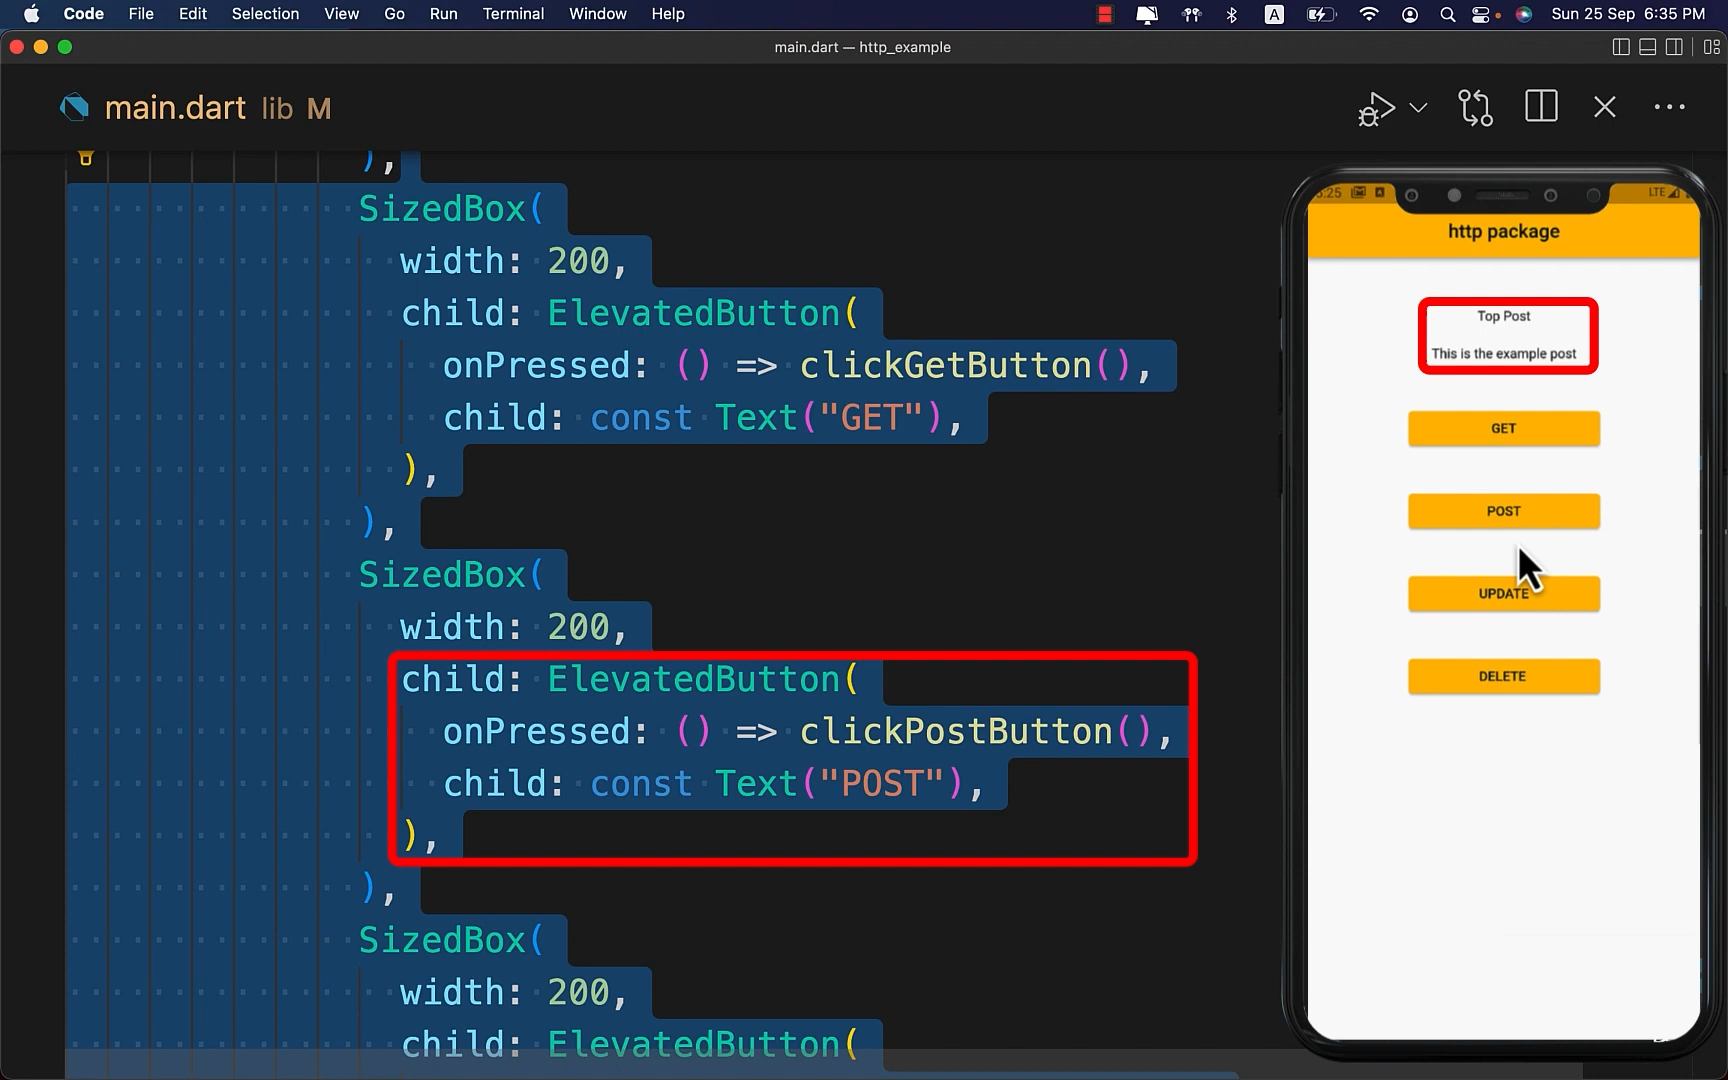 Code File Edit Selection View Go Run Terminal Window Help A Sun 25 Sep 6:35 PM
main.dart — http_example
main.dart lib M
),
SizedBox(
width: 200,
child: ElevatedButton(
onPressed: () => clickGetButton(),
child: const Text("GET"),
),
),
SizedBox(
width: 200,
child: ElevatedButton(
onPressed: () => clickPostButton(),
child: const Text("POST"),
),
),
SizedBox(
width: 200,
child: ElevatedButton(
LTE
http package
Top Post
This is the example post
GET
POST
UPDATE
DELETE